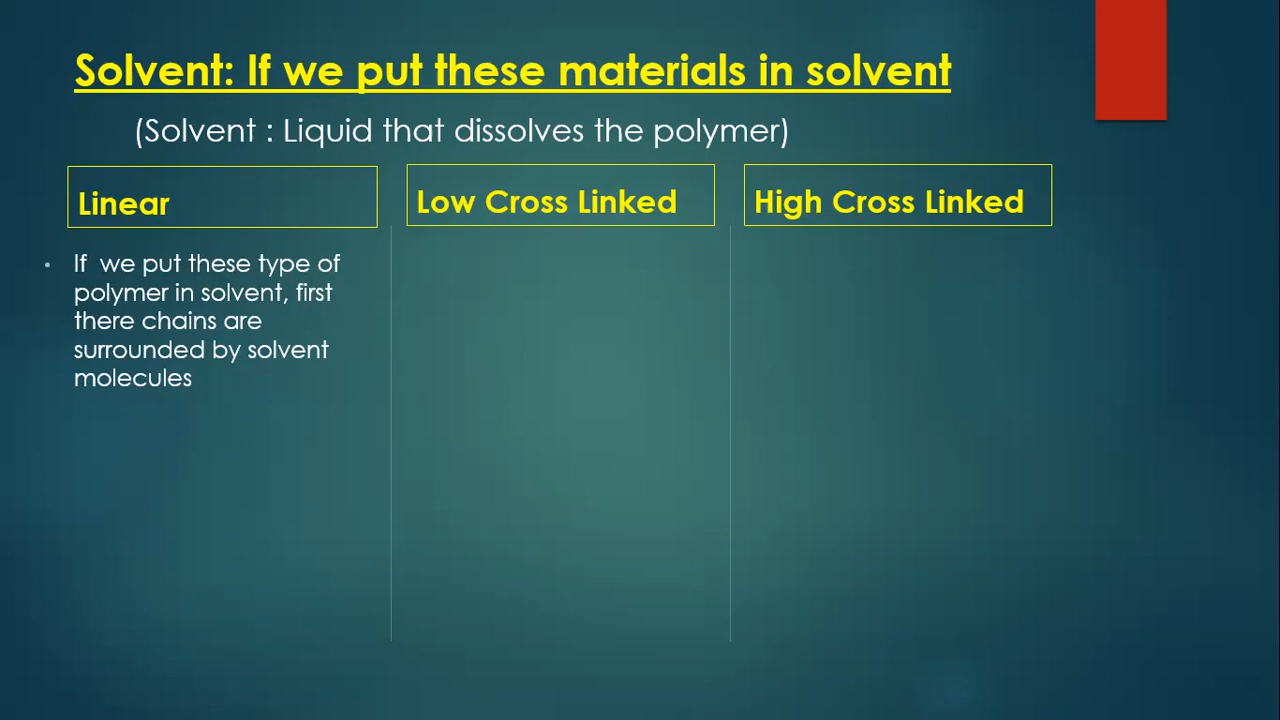 Solvent: If we put these materials in solvent
(Solvent : Liquid that dissolves the polymer)
Linear
Low Cross Linked
High Cross Linked
• If we put these type of
polymer in solvent, first
there chains are
surrounded by solvent
molecules